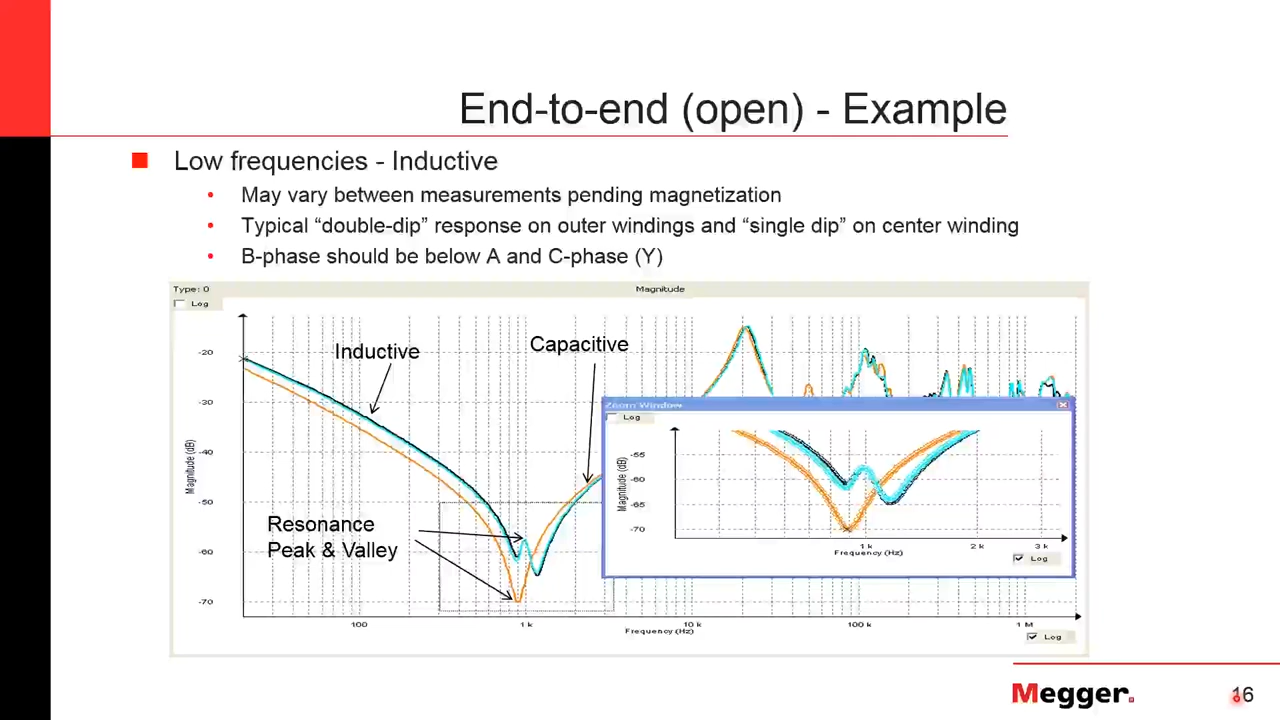 End-to-end (open) - Example
Low frequencies - Inductive
May vary between measurements pending magnetization
Typical “double-dip” response on outer windings and “single dip” on center winding
B-phase should be below A and C-phase (Y)
Type: 0
Magnitude
Log
-20
-30
-40
-50
-60
-70
Magnitude (dB)
Inductive
Capacitive
Resonance
Peak & Valley
100
1 k
10 k
100 k
1 M
Frequency (Hz)
Log
Zoom Window
Log
-55
-60
-65
-70
Magnitude (dB)
1 k
2 k
3 k
Frequency (Hz)
Log
Megger.
16